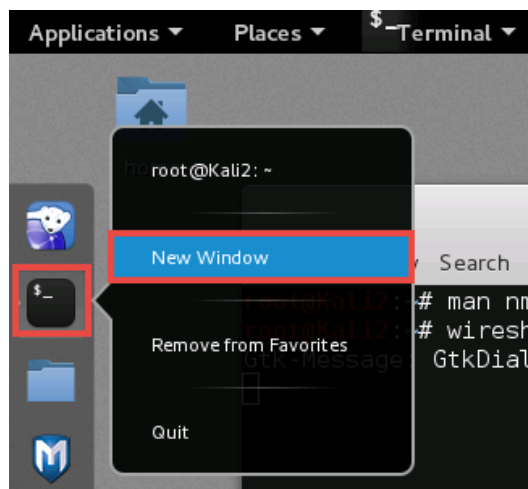 Applications Places $_Terminal
home
root@Kali2: ~
New Window
Search
$_
root@Kali2:~# man nm
root@Kali2:~# wiresh
Remove from Favorites
Gtk-Message: GtkDial
Quit